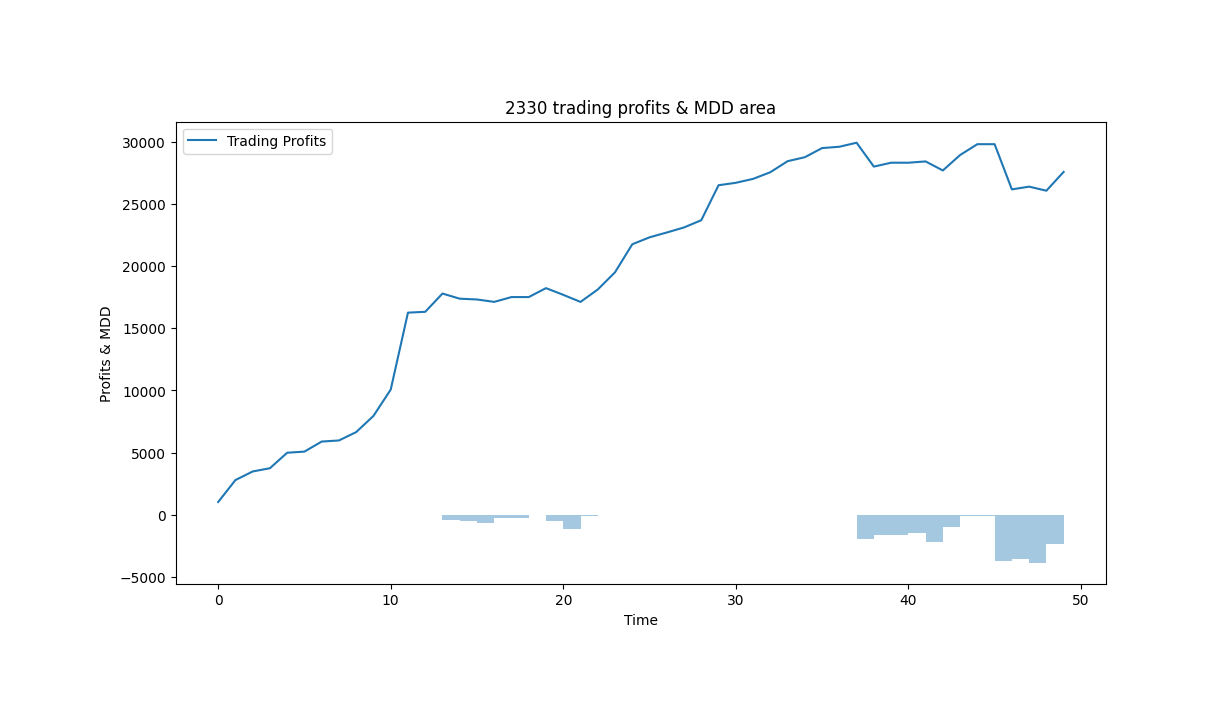 2330 trading profits & MDD area
Trading Profits
Profits & MDD
30000
25000
20000
15000
10000
5000
0
−5000
0 10 20 30 40 50
Time